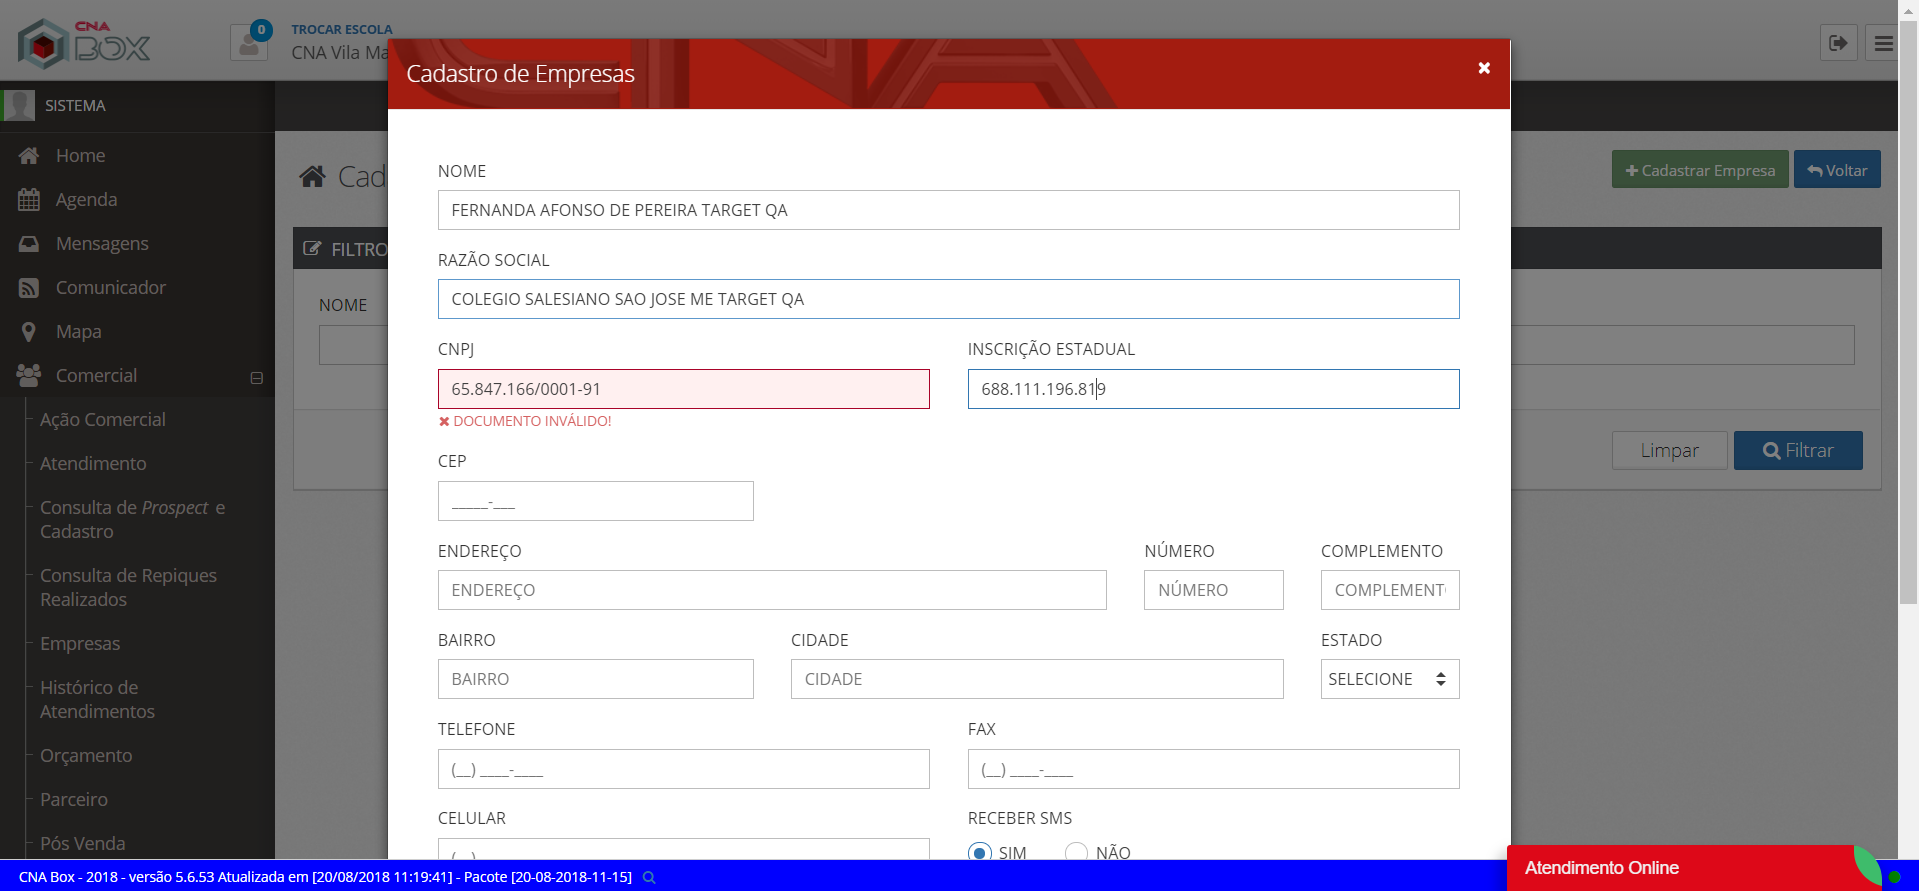 CNA
BOX
0
TROCAR ESCOLA
CNA Vila Ma
Cadastro de Empresas
SISTEMA
Home
Agenda
Mensagens
Comunicador
Mapa
Comercial
Ação Comercial
Atendimento
Consulta de Prospect e
Cadastro
Consulta de Repiques
Realizados
Empresas
Histórico de
Atendimentos
Orçamento
Parceiro
Pós Venda
Cad
Cadastrar Empresa
Voltar
FILTRO
NOME
Limpar
Filtrar
NOME
FERNANDA AFONSO DE PEREIRA TARGET QA
RAZÃO SOCIAL
COLEGIO SALESIANO SAO JOSE ME TARGET QA
CNPJ
INSCRIÇÃO ESTADUAL
65.847.166/0001-91
688.111.196.819
DOCUMENTO INVÁLIDO!
CEP
_____-___
ENDEREÇO
NÚMERO
COMPLEMENTO
ENDEREÇO
NÚMERO
COMPLEMENT
BAIRRO
CIDADE
ESTADO
BAIRRO
CIDADE
SELECIONE
TELEFONE
FAX
(__) ____-____
(__) ____-____
CELULAR
RECEBER SMS
SIM
NÃO
CNA Box - 2018 - versão 5.6.53 Atualizada em [20/08/2018 11:19:41] - Pacote [20-08-2018-11-15]
Atendimento Online